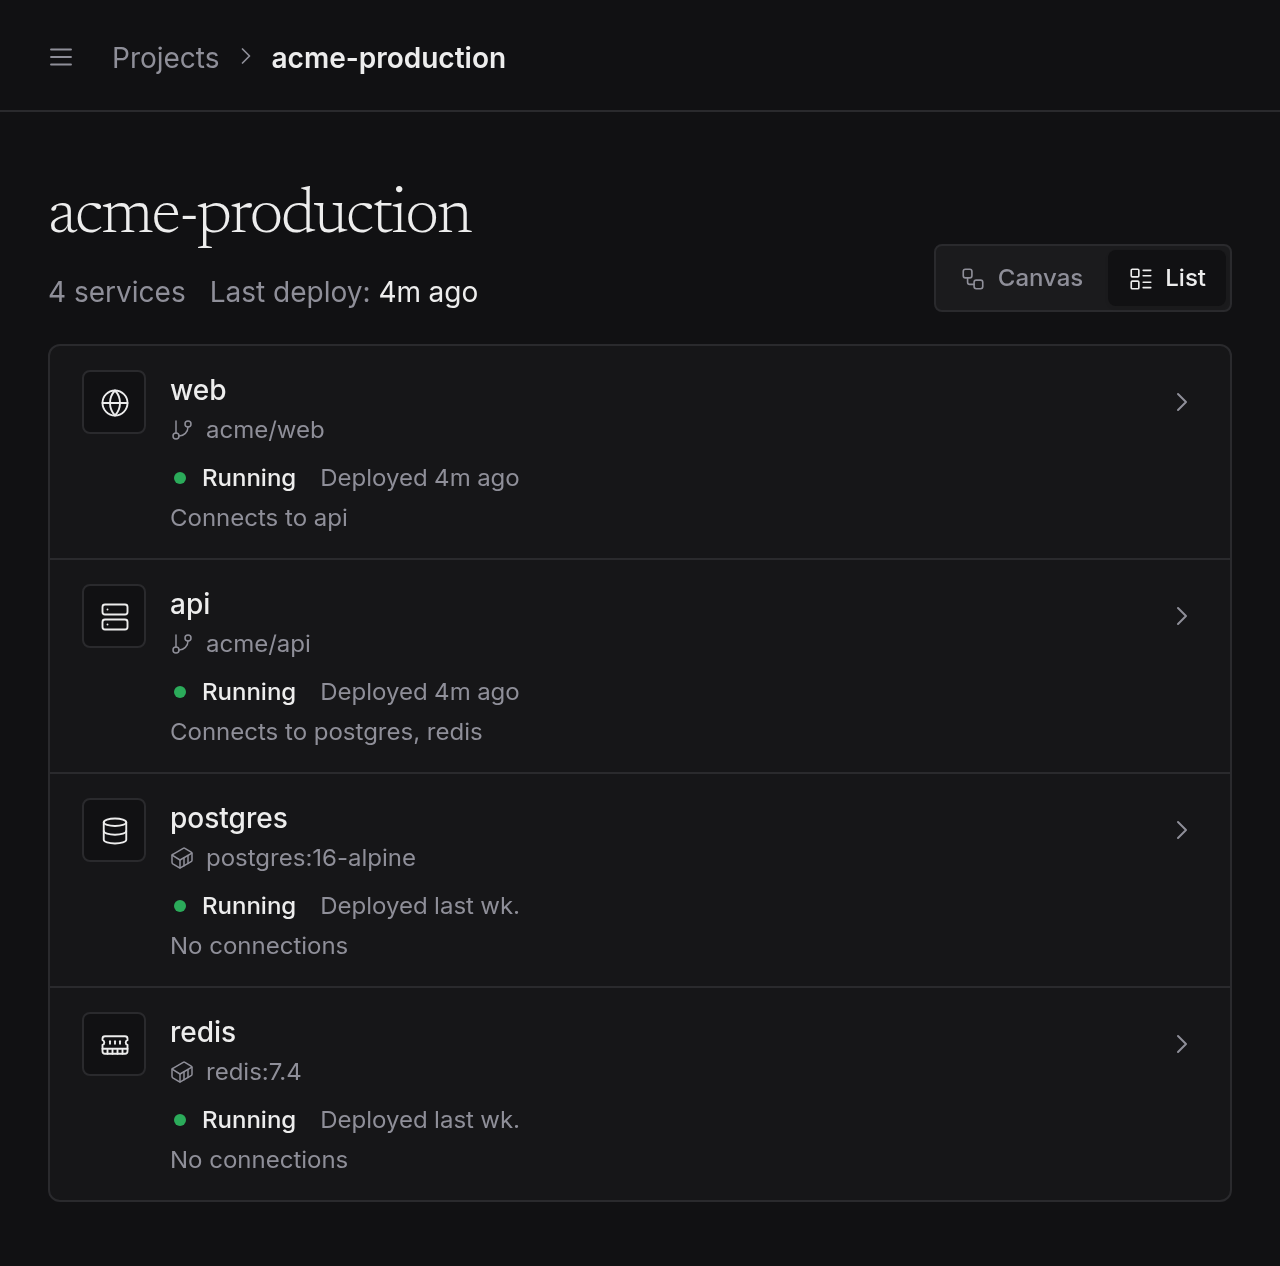 Projects > acme-production
acme-production
4 services Last deploy: 4m ago
Canvas List
web
acme/web
Running Deployed 4m ago
Connects to api
api
acme/api
Running Deployed 4m ago
Connects to postgres, redis
postgres
postgres:16-alpine
Running Deployed last wk.
No connections
redis
redis:7.4
Running Deployed last wk.
No connections